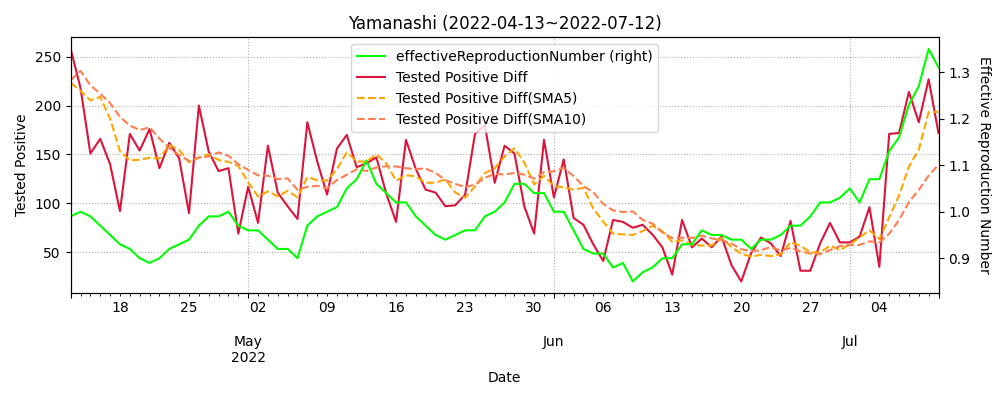 Yamanashi (2022-04-13~2022-07-12)
effectiveReproductionNumber (right)
Tested Positive Diff
Tested Positive Diff(SMA5)
Tested Positive Diff(SMA10)
Tested Positive
250
200
150
100
50
1.3
1.2
1.1
1.0
0.9
Effective Reproduction Number
18 25 02 09 16 23 30 06 13 20 27 04
May Jun Jul
2022
Date